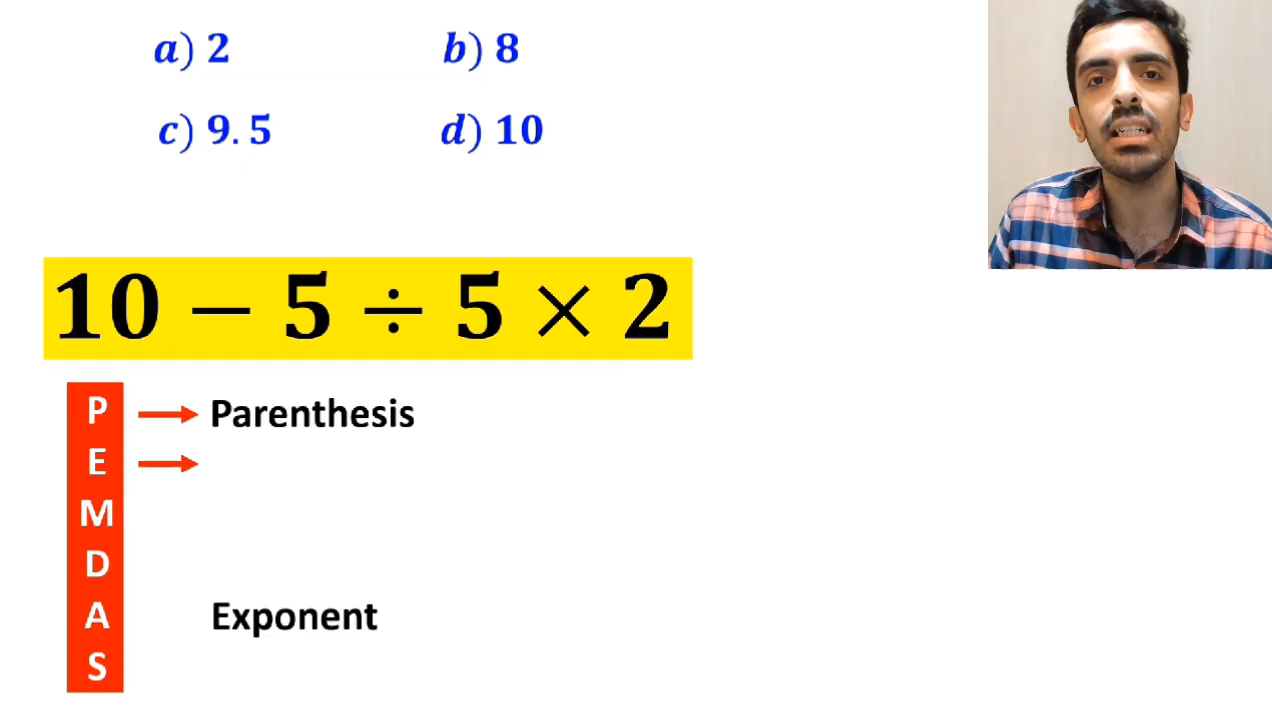 a) 2 b) 8
c) 9.5 d) 10
10 − 5 ÷ 5 × 2
P → Parenthesis
E →
M
D
A Exponent
S